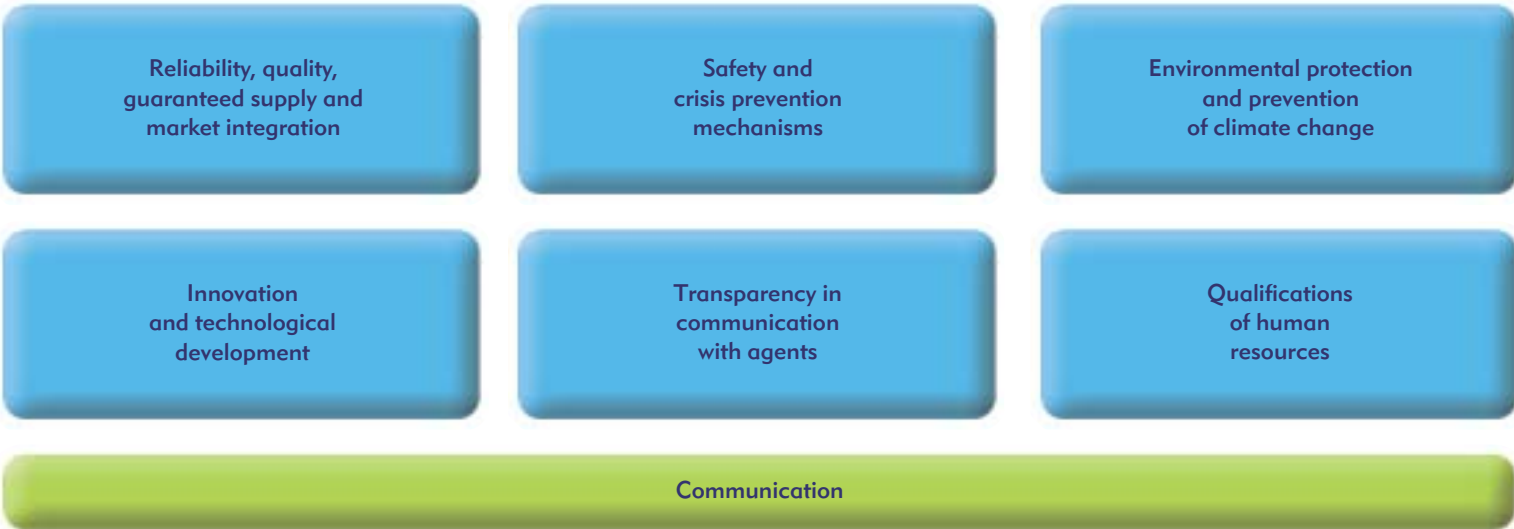 Reliability, quality,
guaranteed supply and
market integration
Safety and
crisis prevention
mechanisms
Environmental protection
and prevention
of climate change
Innovation
and technological
development
Transparency in
communication
with agents
Qualifications
of human
resources
Communication